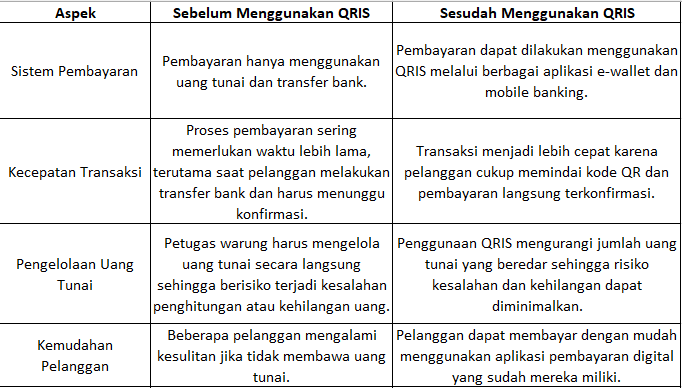 Aspek
Sebelum Menggunakan QRIS
Sesudah Menggunakan QRIS
Sistem Pembayaran
Pembayaran hanya menggunakan
uang tunai dan transfer bank.
Pembayaran dapat dilakukan menggunakan
QRIS melalui berbagai aplikasi e-wallet dan
mobile banking.
Kecepatan Transaksi
Proses pembayaran sering
memerlukan waktu lebih lama,
terutama saat pelanggan melakukan
transfer bank dan harus menunggu
konfirmasi.
Transaksi menjadi lebih cepat karena
pelanggan cukup memindai kode QR dan
pembayaran langsung terkonfirmasi.
Pengelolaan Uang
Tunai
Petugas warung harus mengelola
uang tunai secara langsung
sehingga berisiko terjadi kesalahan
penghitungan atau kehilangan uang.
Penggunaan QRIS mengurangi jumlah uang
tunai yang beredar sehingga risiko
kesalahan dan kehilangan dapat
diminimalkan.
Kemudahan
Pelanggan
Beberapa pelanggan mengalami
kesulitan jika tidak membawa uang
tunai.
Pelanggan dapat membayar dengan mudah
menggunakan aplikasi pembayaran digital
yang sudah mereka miliki.